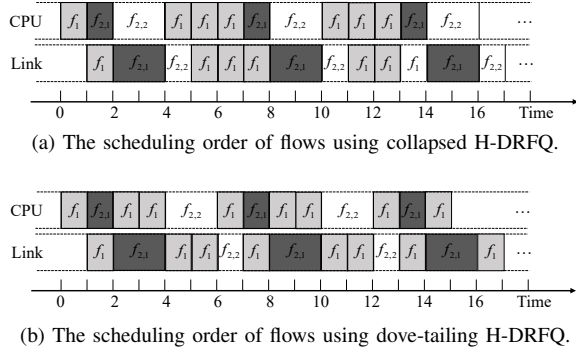 CPU f1 f2,1 f2,2 f1 f1 f1 f2,1 f2,2 f1 f1 f1 f2,1 f2,2 ...
Link f1 f2,1 f2,2 f1 f1 f1 f2,1 f2,2 f1 f1 f1 f2,1 f2,2 ...
0 2 4 6 8 10 12 14 16 Time
(a) The scheduling order of flows using collapsed H-DRFQ.
CPU f1 f2,1 f1 f1 f2,2 f1 f2,1 f1 f1 f2,2 f1 f2,1 f1 ...
Link f1 f2,1 f1 f1 f2,2 f1 f2,1 f1 f1 f2,2 f1 f2,1 f1 ...
0 2 4 6 8 10 12 14 16 Time
(b) The scheduling order of flows using dove-tailing H-DRFQ.